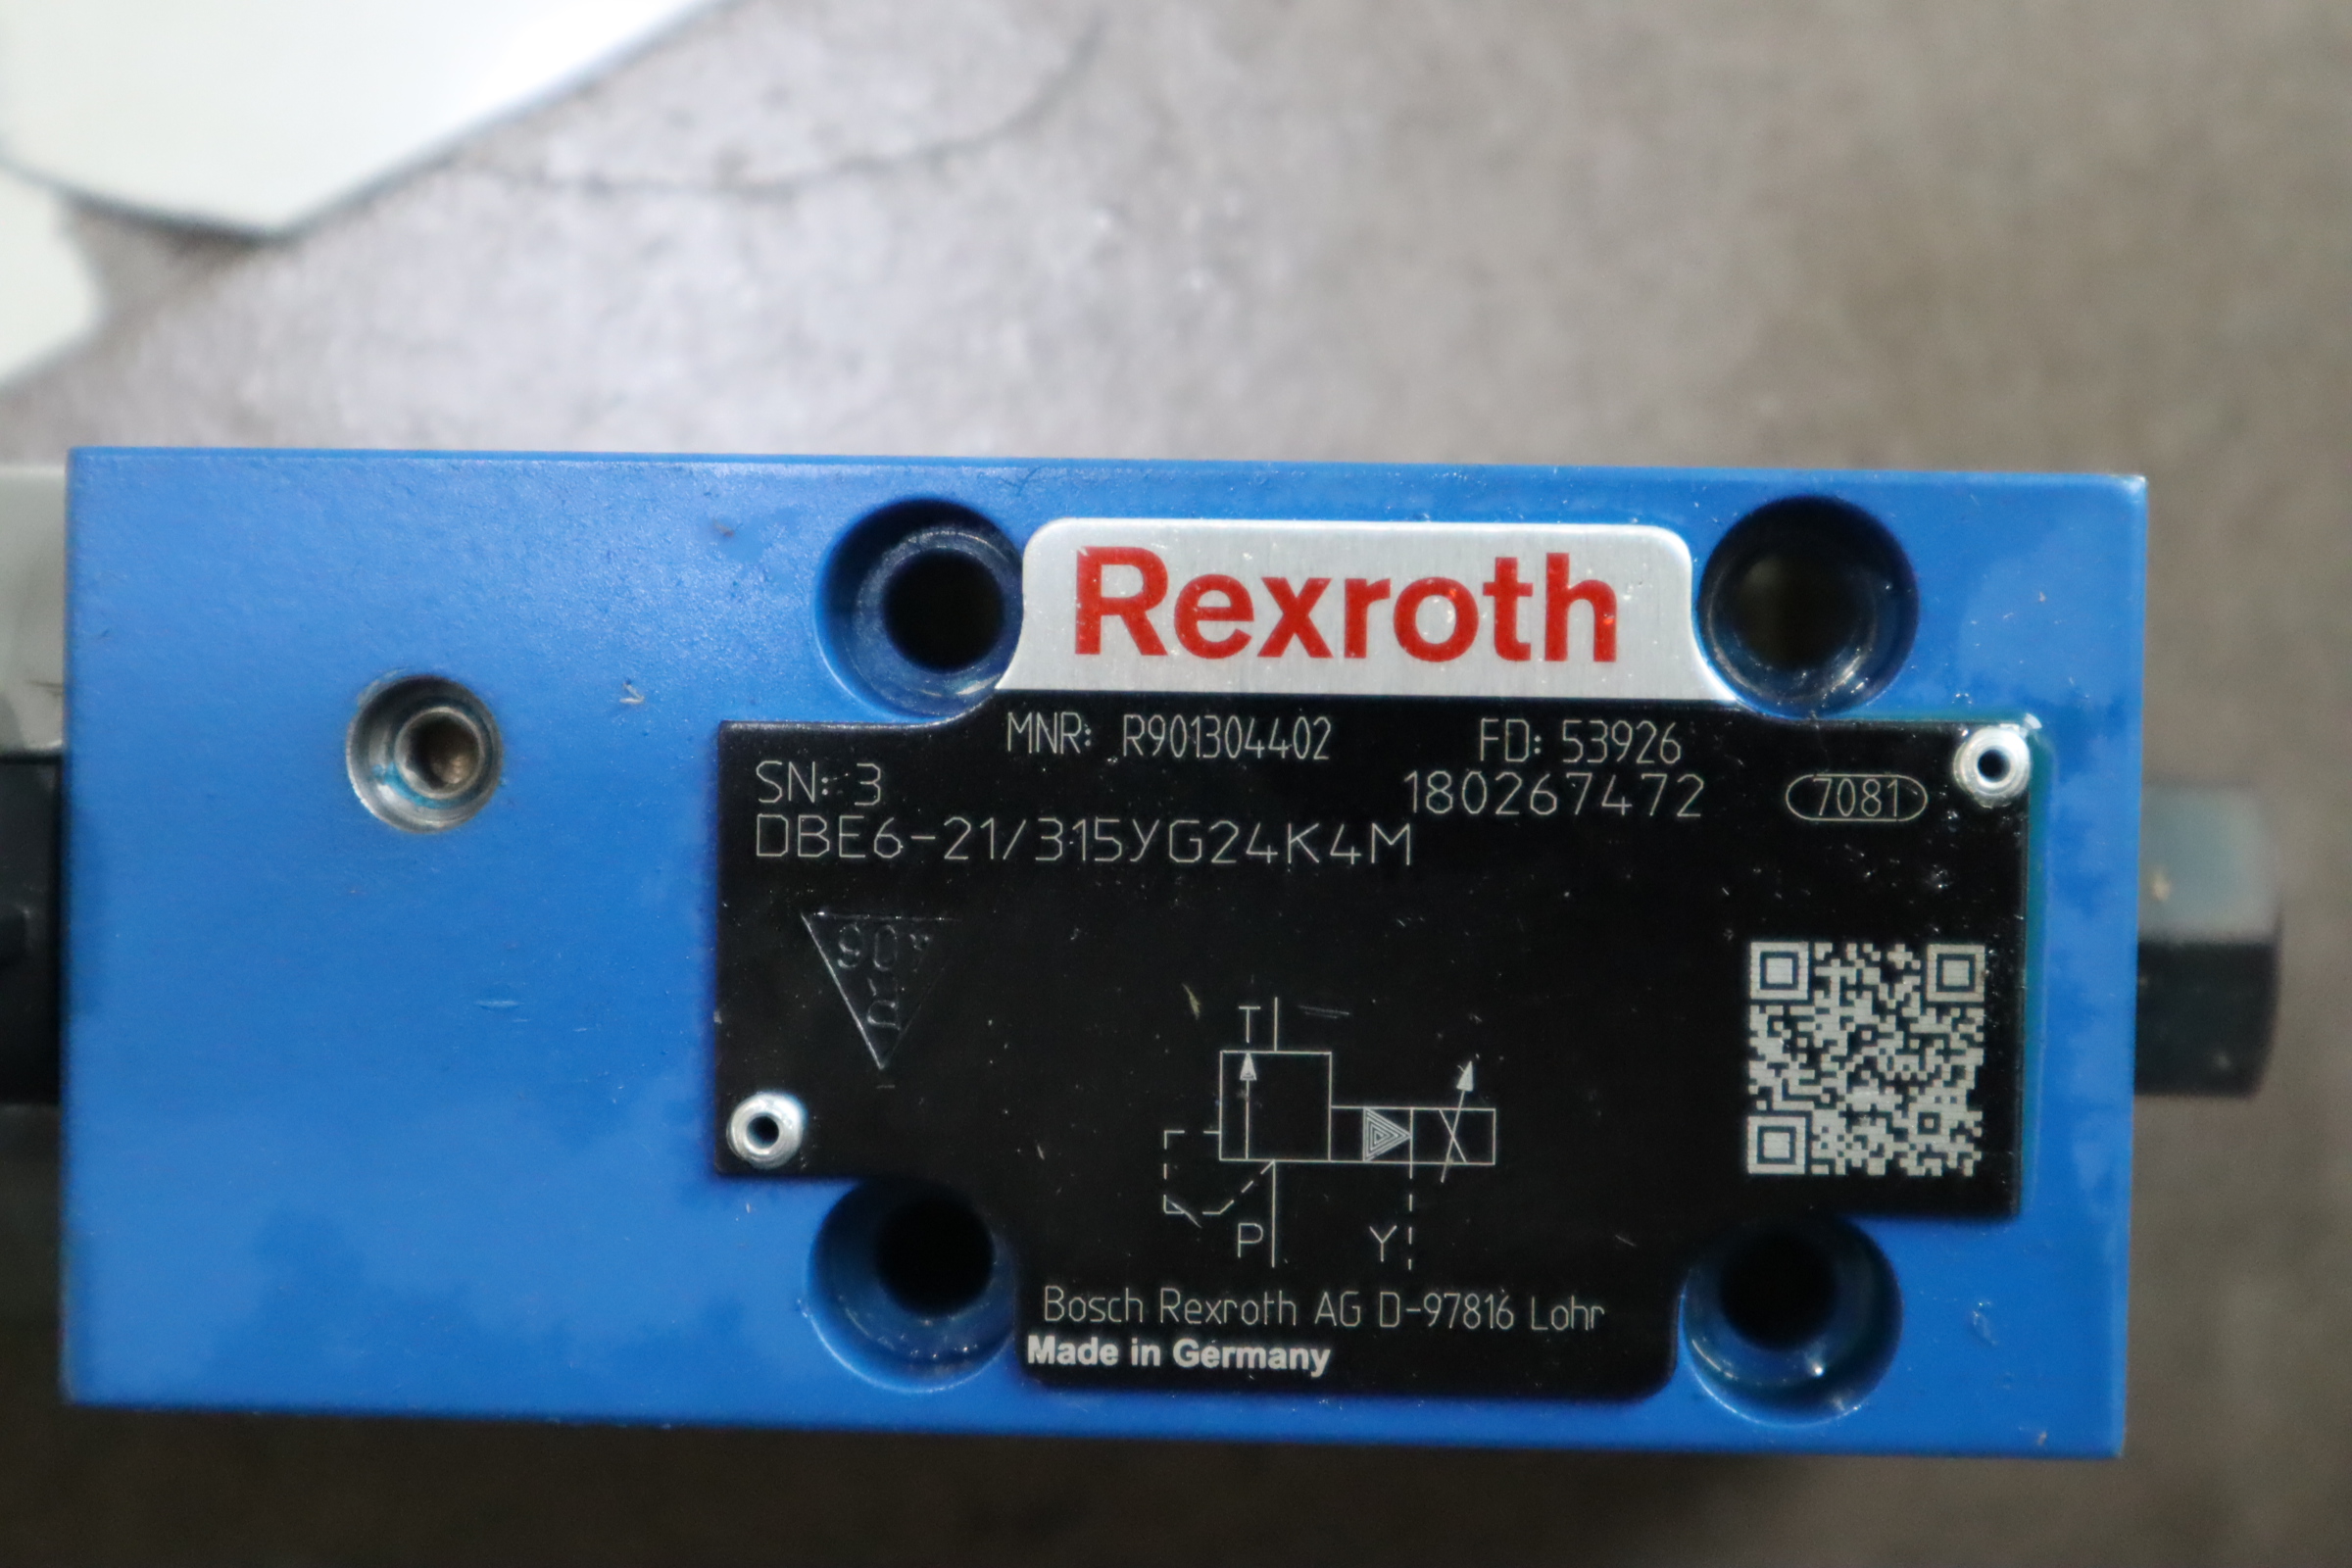 Rexroth
MNR: R901304402 FD: 53926
SN: 3 180267472 7081
DBE6-21/315YG24K4M
T
P Y
Bosch Rexroth AG D-97816 Lohr
Made in Germany